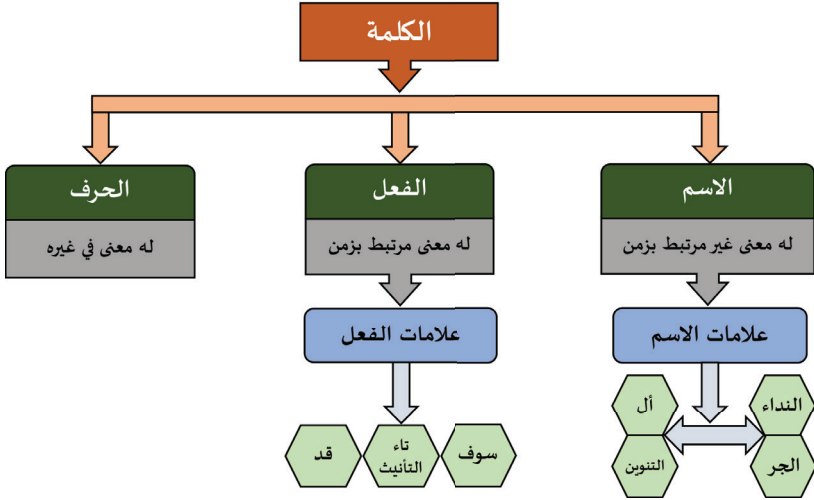 الكلمة
الاسم
الفعل
الحرف
له معنى غير مرتبط بزمن
له معنى مرتبط بزمن
له معنى في غيره
علامات الاسم
علامات الفعل
النداء
أل
الجر
التنوين
سوف
تاء
التأنيث
قد